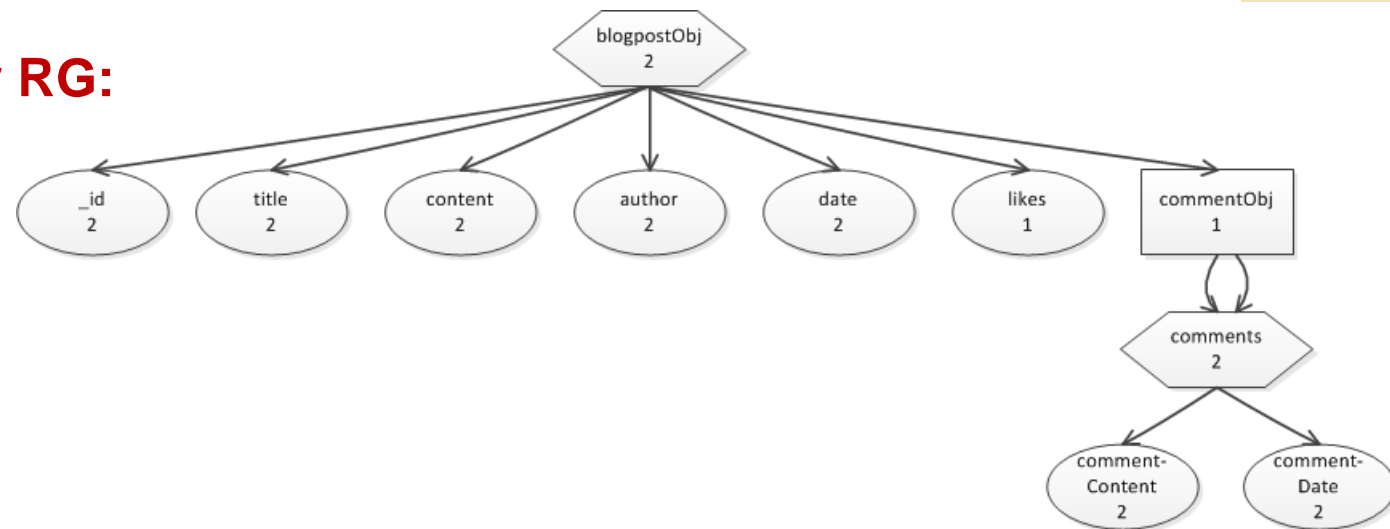 blogpostObj
2
RG:
_id
2
title
2
content
2
author
2
date
2
likes
1
commentObj
1
comments
2
comment-
Content
2
comment-
Date
2